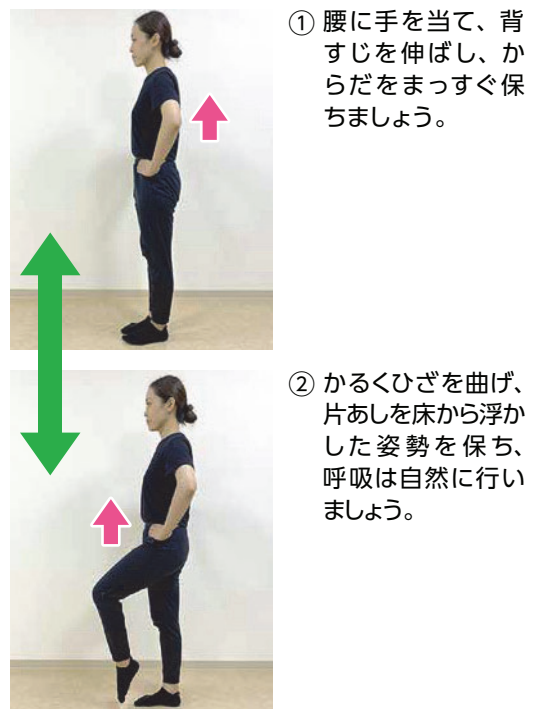 ① 腰に手を当て、背
すじを伸ばし、か
らだをまっすぐ保
ちましょう。
② かるくひざを曲げ、
片あしを床から浮か
した姿勢を保ち、
呼吸は自然に行い
ましょう。